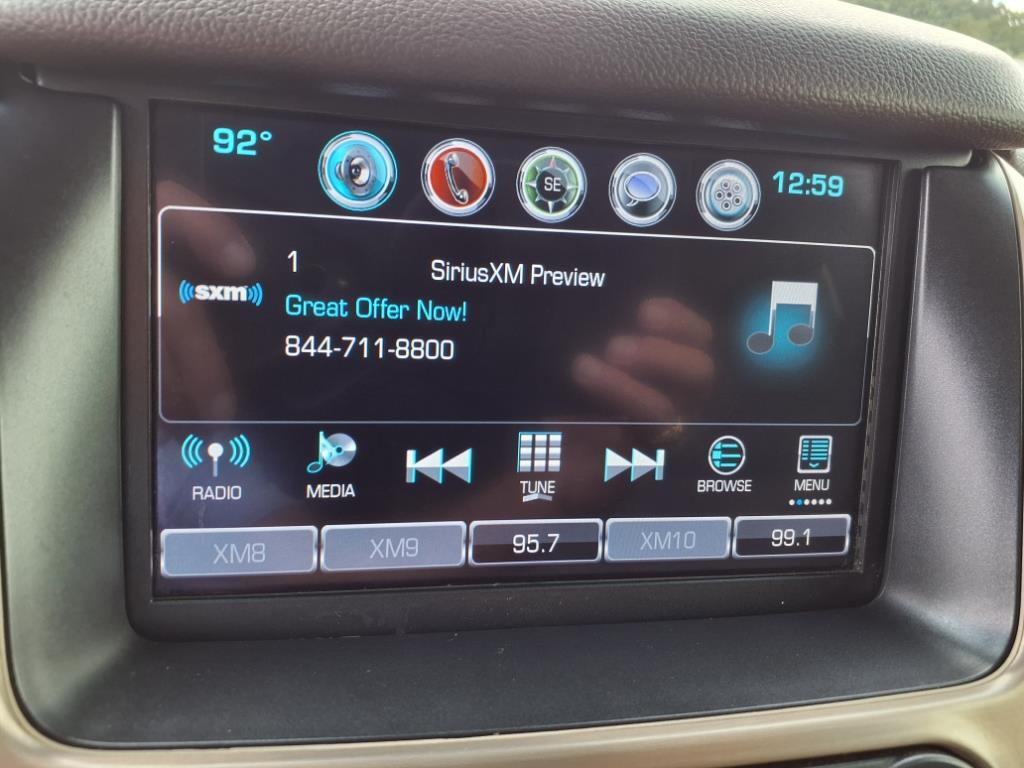 92°
SE
12:59
1
SiriusXM Preview
((sxm))
Great Offer Now!
844-711-8800
RADIO
MEDIA
TUNE
BROWSE
MENU
XM8
XM9
95.7
XM10
99.1